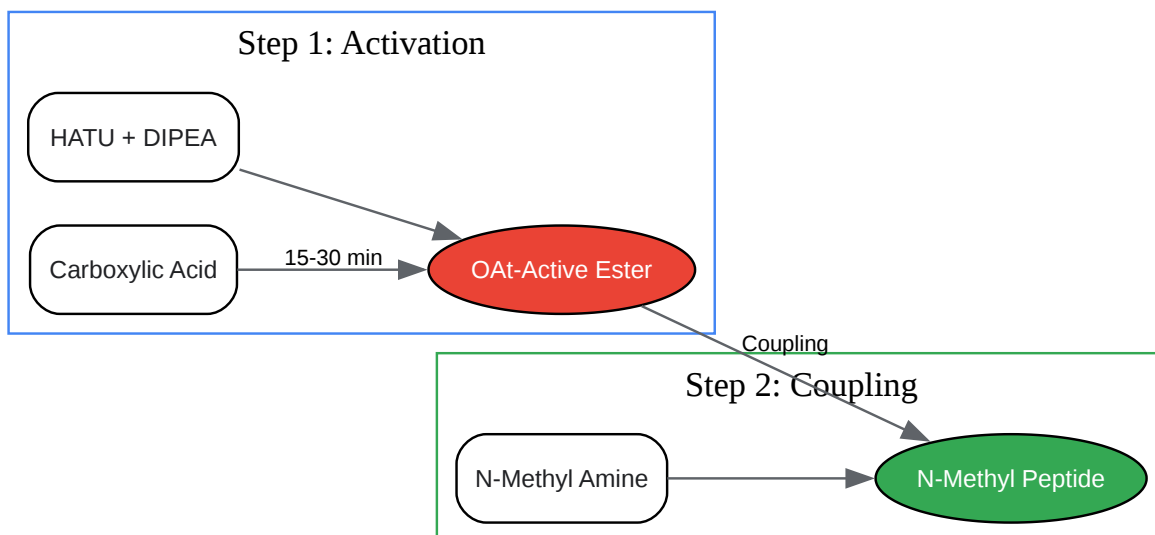 Step 1: Activation
HATU + DIPEA
Carboxylic Acid
15-30 min
OAt-Active Ester
Coupling
Step 2: Coupling
N-Methyl Amine
N-Methyl Peptide